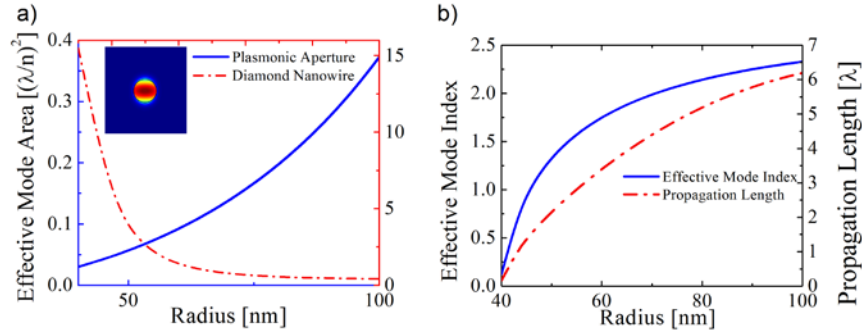 a)
Effective Mode Area [(λ/n)²]
0.4
0.3
0.2
0.1
0.0
Plasmonic Aperture
Diamond Nanowire
15
10
5
0
50
100
Radius [nm]
b)
Effective Mode Index
2.5
2.0
1.5
1.0
0.5
0.0
Effective Mode Index
Propagation Length
7
6
5
4
3
2
1
0
Propagation Length [λ]
40
60
80
100
Radius [nm]